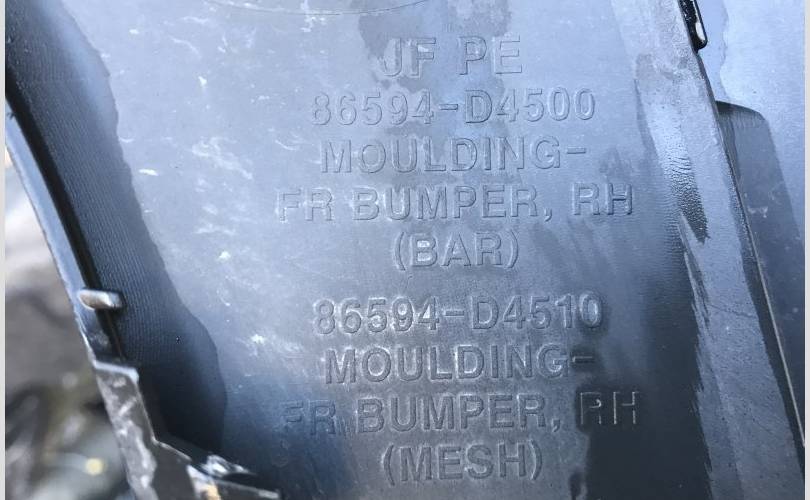 JF PE
86594-D4500
MOULDING-
FR BUMPER, RH
(BAR)
86594-D4510
MOULDING-
FR BUMPER, RH
(MESH)